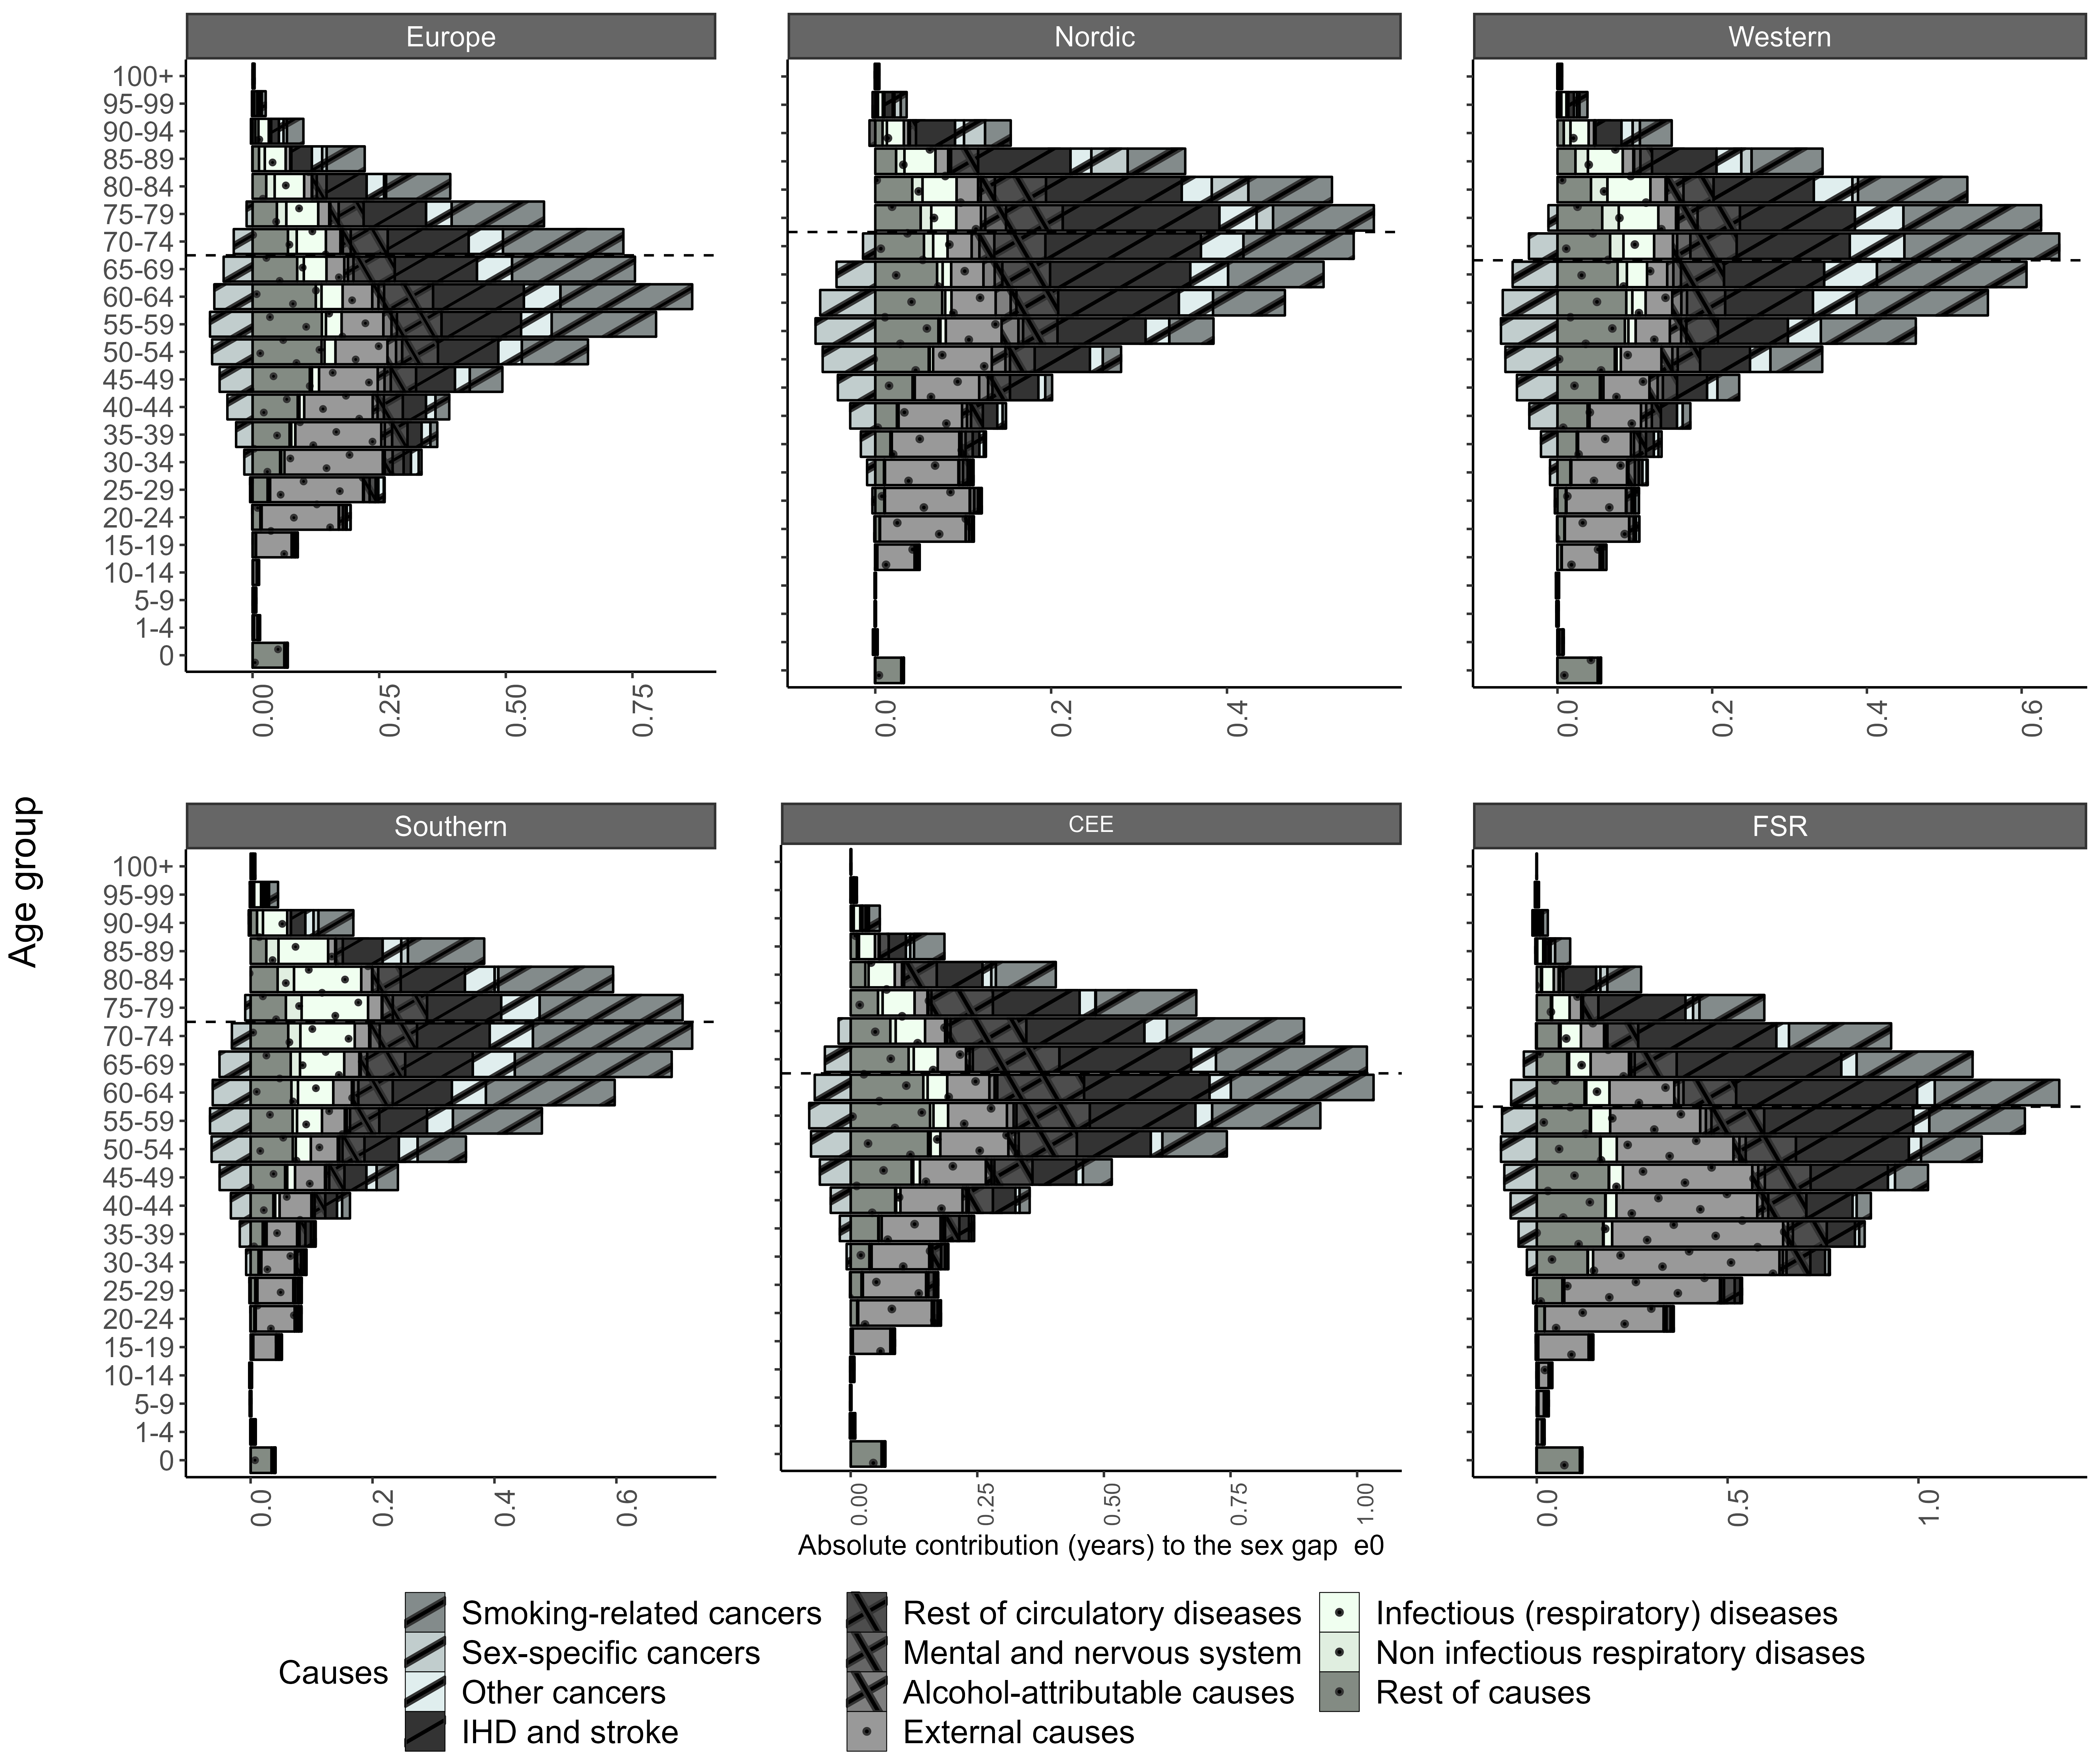 Europe
Nordic
Western
100+
95-99
90-94
85-89
80-84
75-79
70-74
65-69
60-64
55-59
50-54
45-49
40-44
35-39
30-34
25-29
20-24
15-19
10-14
5-9
1-4
0
0.00 0.25 0.50 0.75
0.0 0.2 0.4
0.0 0.2 0.4 0.6
Age group
Southern
CEE
FSR
100+
95-99
90-94
85-89
80-84
75-79
70-74
65-69
60-64
55-59
50-54
45-49
40-44
35-39
30-34
25-29
20-24
15-19
10-14
5-9
1-4
0
0.0 0.2 0.4 0.6
0.00 0.25 0.50 0.75 1.00
0.0 0.5 1.0
Absolute contribution (years) to the sex gap e0
Causes
Smoking-related cancers
Sex-specific cancers
Other cancers
IHD and stroke
Rest of circulatory diseases
Mental and nervous system
Alcohol-attributable causes
External causes
Infectious (respiratory) diseases
Non infectious respiratory disases
Rest of causes